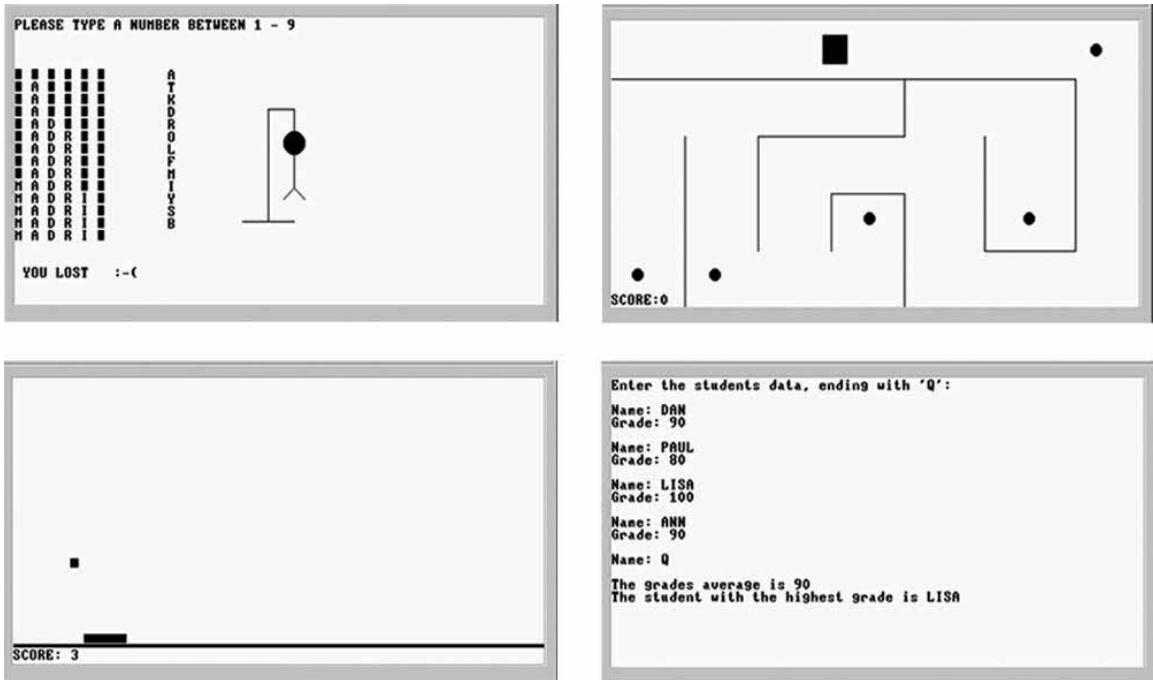 PLEASE TYPE A NUMBER BETWEEN 1 - 9
■ ■ ■ ■ ■ ■ A
■ A ■ ■ ■ ■ T
■ A ■ ■ ■ ■ K
■ A ■ ■ ■ ■ D
■ A D ■ ■ ■ R
■ A D R ■ ■ O
■ A D R ■ ■ L
■ A D R ■ ■ F
■ A D R ■ ■ M
M A D R ■ ■ I
M A D R I ■ Y
M A D R I ■ S
M A D R I ■ B
M A D R I ■
YOU LOST :-(
SCORE:0
SCORE: 3
Enter the students data, ending with 'Q':
Name: DAN
Grade: 90
Name: PAUL
Grade: 80
Name: LISA
Grade: 100
Name: ANN
Grade: 90
Name: Q
The grades average is 90
The student with the highest grade is LISA